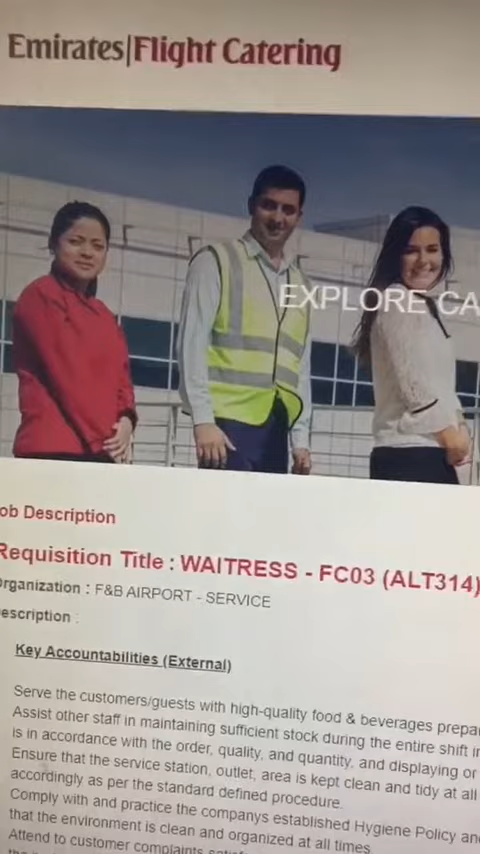 Emirates|Flight Catering
EXPLORE CA
ob Description
Requisition Title : WAITRESS - FC03 (ALT314)
rganization : F&B AIRPORT - SERVICE
escription :
Key Accountabilities (External)
Serve the customers/guests with high-quality food & beverages prepa
Assist other staff in maintaining sufficient stock during the entire shift i
is in accordance with the order, quality, and quantity, and displaying or
Ensure that the service station, outlet, area is kept clean and tidy at all
accordingly as per the standard defined procedure.
Comply with and practice the companys established Hygiene Policy and
that the environment is clean and organized at all times
Attend to customer complaints